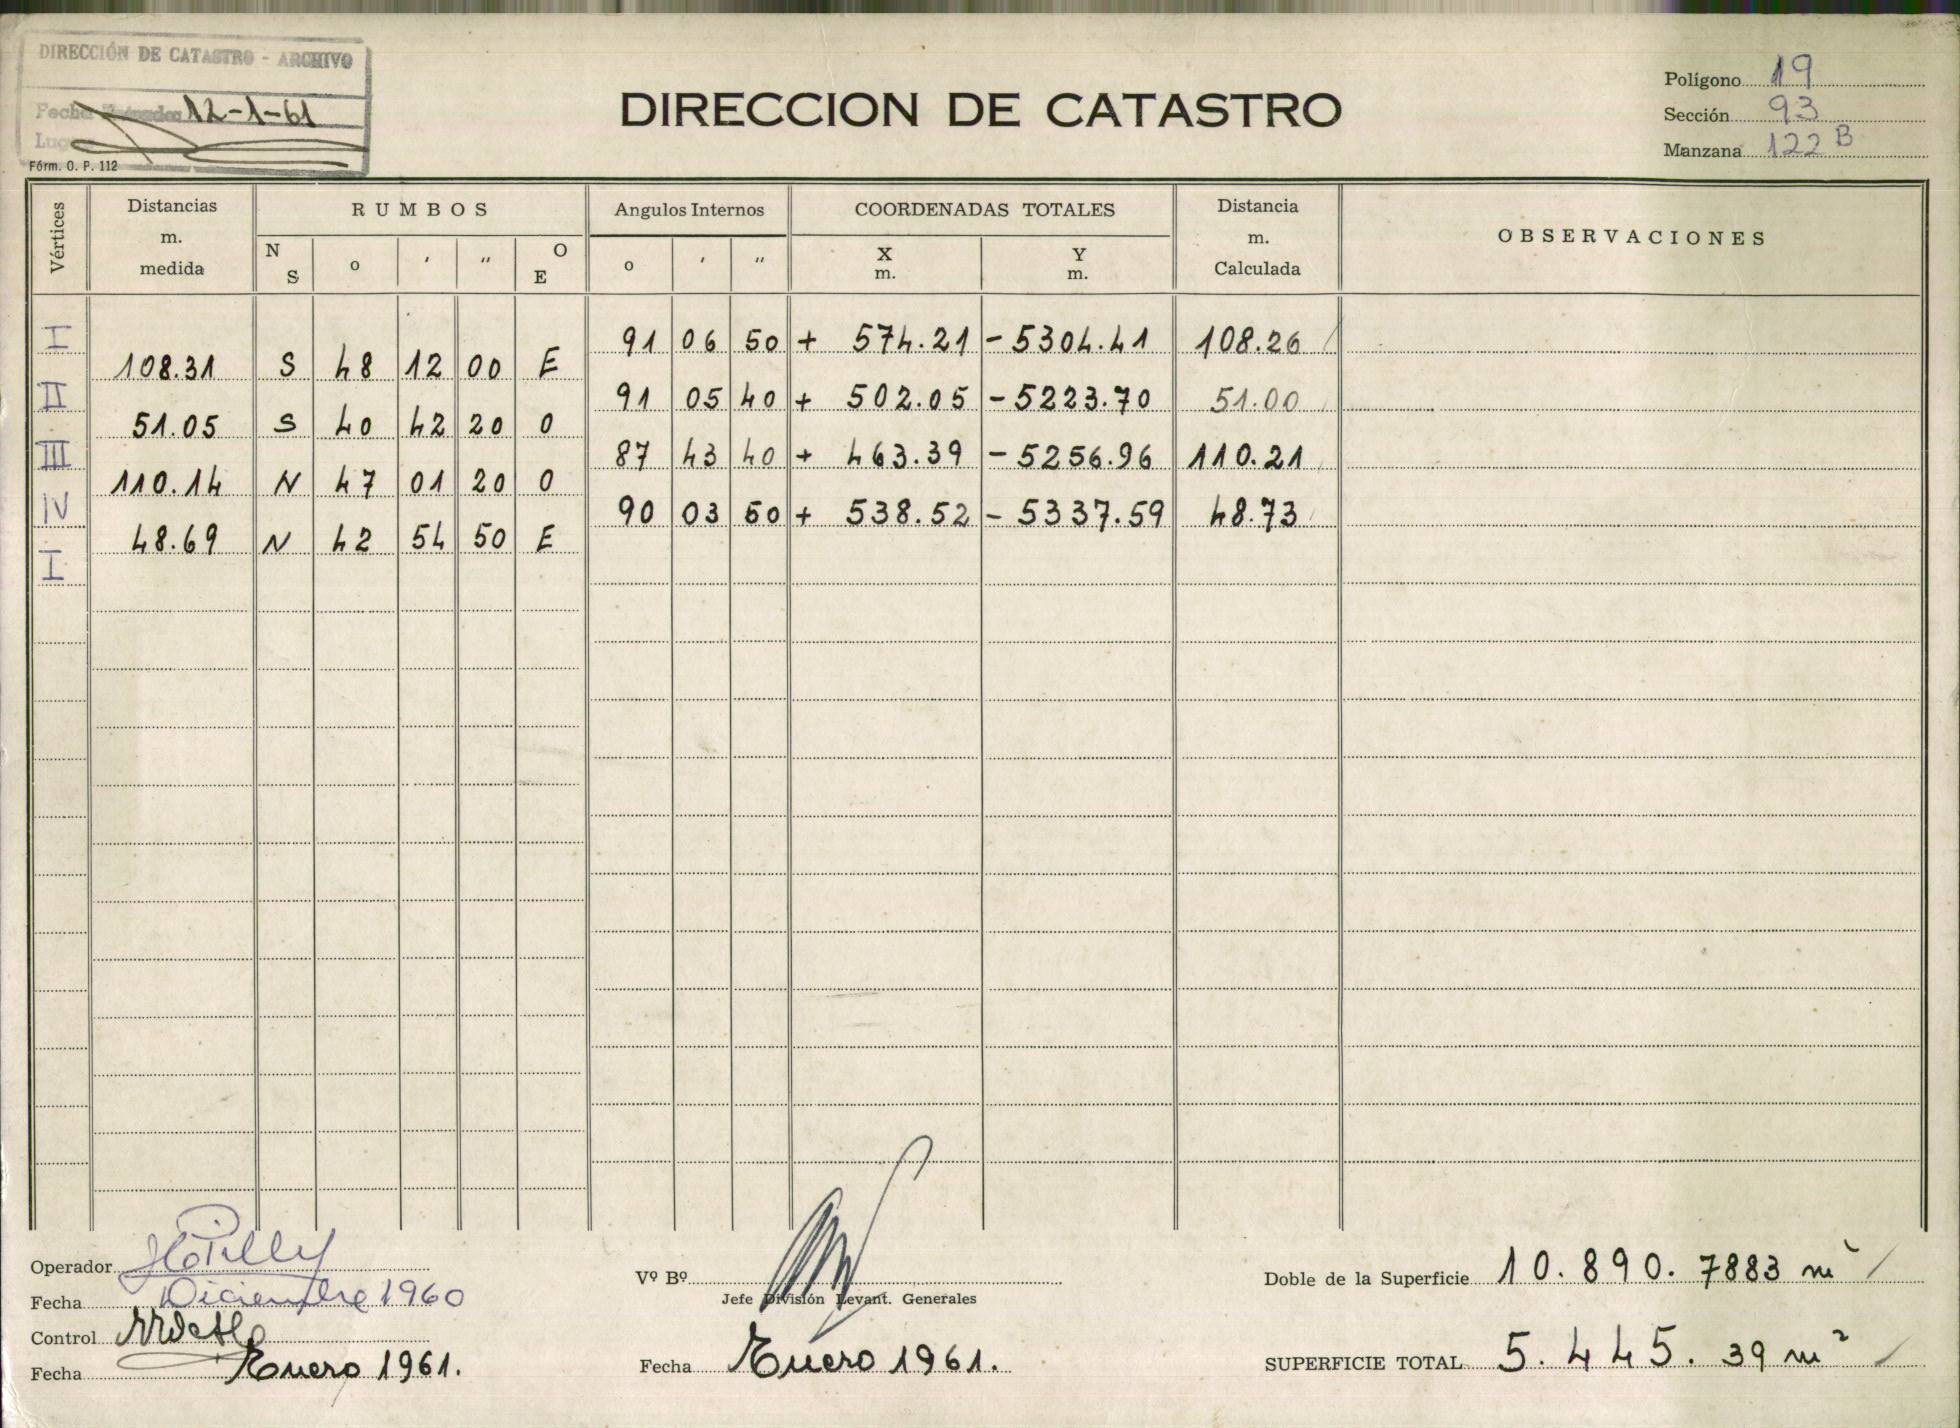 DIRECCIÓN DE CATASTRO - ARCHIVO
Fecha 12-1-61
Fórm. O. P. 112
DIRECCION DE CATASTRO
Polígono 19
Sección 93
Manzana 122 B
Vértices Distancias m. medida RUMBOS Angulos Internos COORDENADAS TOTALES Distancia m. Calculada OBSERVACIONES
N S o ′ ″ O E o ′ ″ X m. Y m.
I 91 06 50 + 574.21 - 5304.41 108.26
108.31 S 48 12 00 E
II 91 05 40 + 502.05 - 5223.70 51.00
51.05 S 40 42 20 O
III 87 43 40 + 463.39 - 5256.96 110.21
110.14 N 47 01 20 O
IV 90 03 50 + 538.52 - 5337.59 48.73
48.69 N 42 54 50 E
I
Operador
Fecha Diciembre 1960
Control
Fecha Enero 1961.
Vº Bº
Jefe División Levant. Generales
Fecha Enero 1961.
Doble de la Superficie 10.890.7883 m²
SUPERFICIE TOTAL 5.445.39 m²